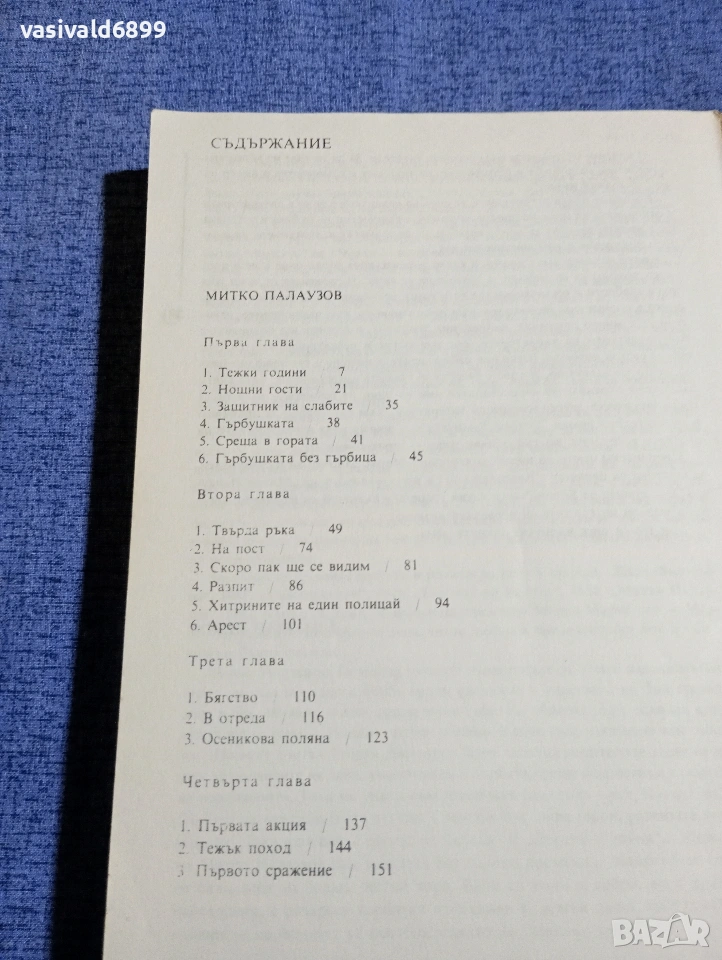 vasivald6899
СЪДЪРЖАНИЕ
МИТКО ПАЛАУЗОВ
Първа глава
1. Тежки години / 7
2. Нощни гости / 21
3. Защитник на слабите / 35
4. Гърбушката / 38
5. Среща в гората / 41
6. Гърбушката без гърбица / 45
Втора глава
1. Твърда ръка / 49
2. На пост / 74
3. Скоро пак ще се видим / 81
4. Разпит / 86
5. Хитрините на един полицай / 94
6. Арест / 101
Трета глава
1. Бягство / 110
2. В отреда / 116
3. Осеникова поляна / 123
Четвърта глава
1. Първата акция / 137
2. Тежък поход / 144
3 Първото сражение / 151
BAZAR